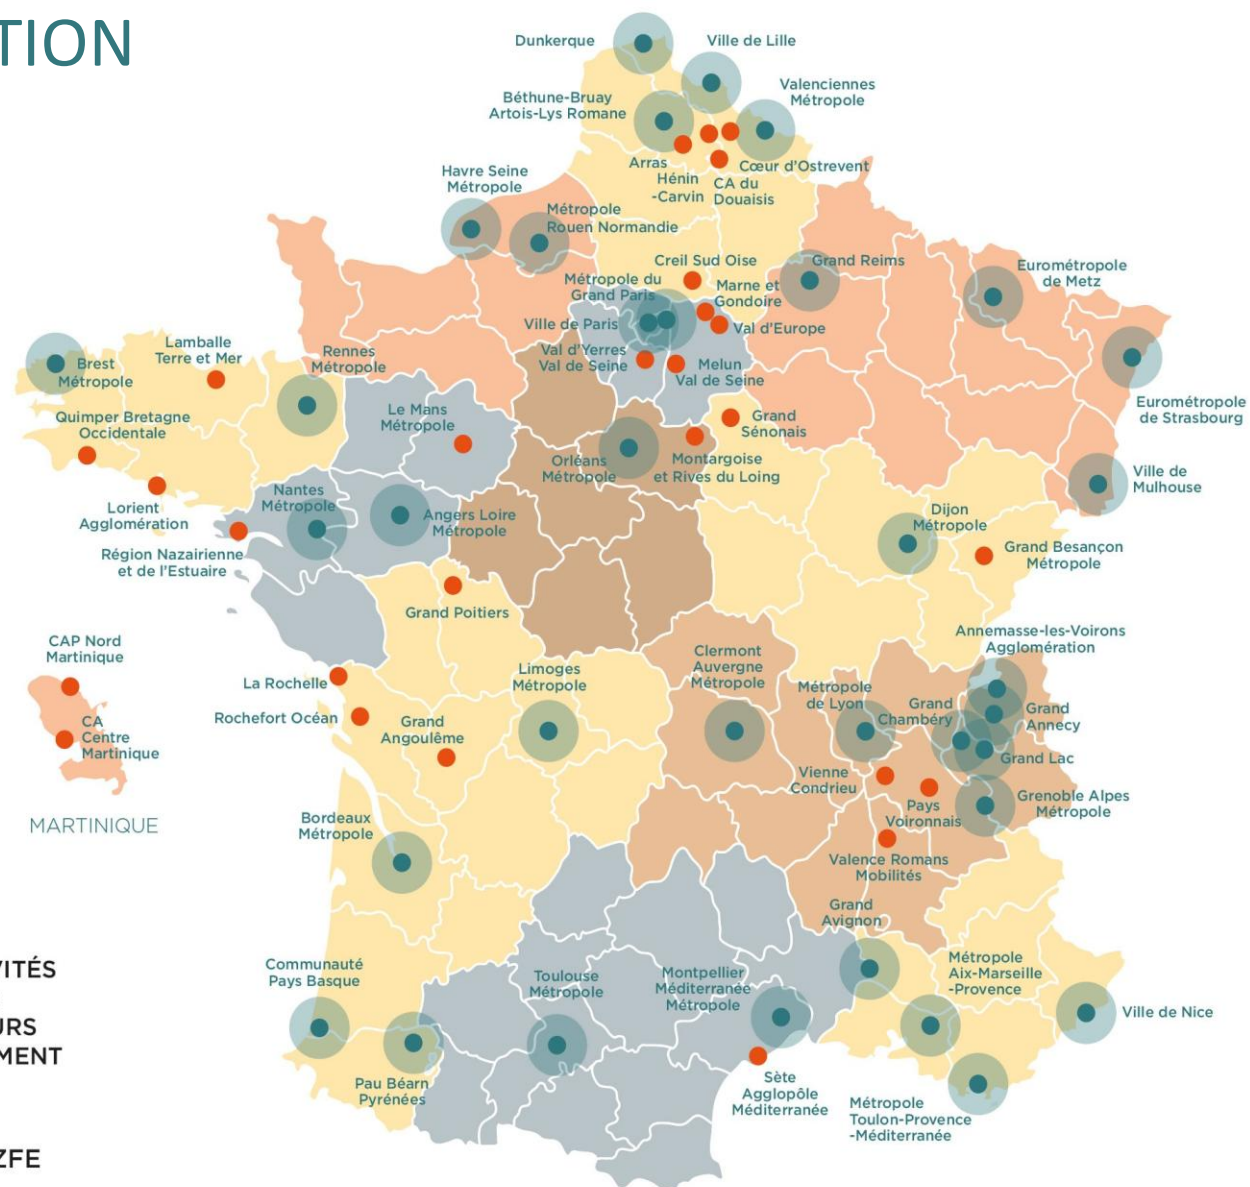 TION
Dunkerque
Ville de Lille
Valenciennes
Métropole
Béthune-Bruay
Artois-Lys Romane
Arras
Hénin
-Carvin
CA du
Douaisis
Cœur d'Ostrevent
Havre Seine
Métropole
Métropole
Rouen Normandie
Creil Sud Oise
Grand Reims
Eurométropole
de Metz
Métropole du
Grand Paris
Marne et
Gondoire
Ville de Paris
Val d'Europe
Val d'Yerres
Val de Seine
Melun
Val de Seine
Eurométropole
de Strasbourg
Brest
Métropole
Lamballe
Terre et Mer
Rennes
Métropole
Quimper Bretagne
Occidentale
Le Mans
Métropole
Grand
Sénonais
Orléans
Métropole
Montargoise
et Rives du Loing
Ville de
Mulhouse
Lorient
Agglomération
Nantes
Métropole
Angers Loire
Métropole
Dijon
Métropole
Région Nazairienne
et de l'Estuaire
Grand Besançon
Métropole
Grand Poitiers
CAP Nord
Martinique
Annemasse-les-Voirons
Agglomération
La Rochelle
Limoges
Métropole
Clermont
Auvergne
Métropole
Métropole
de Lyon
Grand
Chambéry
Grand
Annecy
Rochefort Océan
Grand
Angoulême
CA
Centre
Martinique
Grand Lac
Vienne
Condrieu
Pays
Voironnais
Grenoble Alpes
Métropole
MARTINIQUE
Bordeaux
Métropole
Valence Romans
Mobilités
Grand
Avignon
VITÉS
Communauté
Pays Basque
Toulouse
Métropole
Montpellier
Méditerranée
Métropole
Métropole
Aix-Marseille
-Provence
URS
EMENT
Ville de Nice
Pau Béarn
Pyrénées
Sète
Agglopôle
Méditerranée
Métropole
Toulon-Provence
-Méditerranée
ZFE